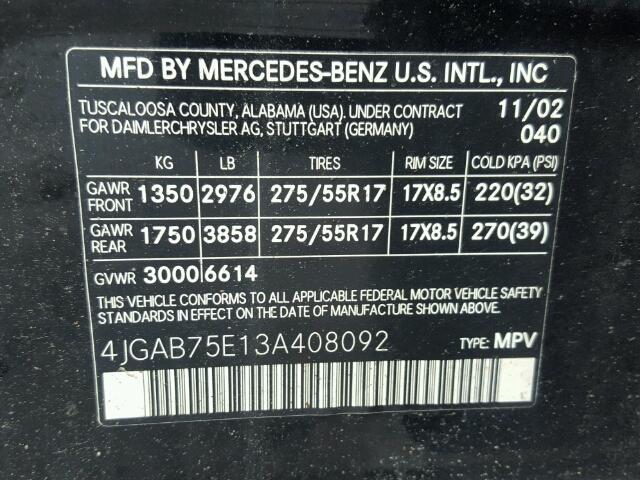 MFD BY MERCEDES-BENZ U.S. INTL., INC
TUSCALOOSA COUNTY, ALABAMA (USA). UNDER CONTRACT 11/02
FOR DAIMLERCHRYSLER AG, STUTTGART (GERMANY) 040
KG LB TIRES RIM SIZE COLD KPA (PSI)
GAWR FRONT 1350 2976 275/55R17 17X8.5 220(32)
GAWR REAR 1750 3858 275/55R17 17X8.5 270(39)
GVWR 3000 6614
THIS VEHICLE CONFORMS TO ALL APPLICABLE FEDERAL MOTOR VEHICLE SAFETY
STANDARDS IN EFFECT ON THE DATE OF MANUFACTURE SHOWN ABOVE.
4JGAB75E13A408092 TYPE: MPV